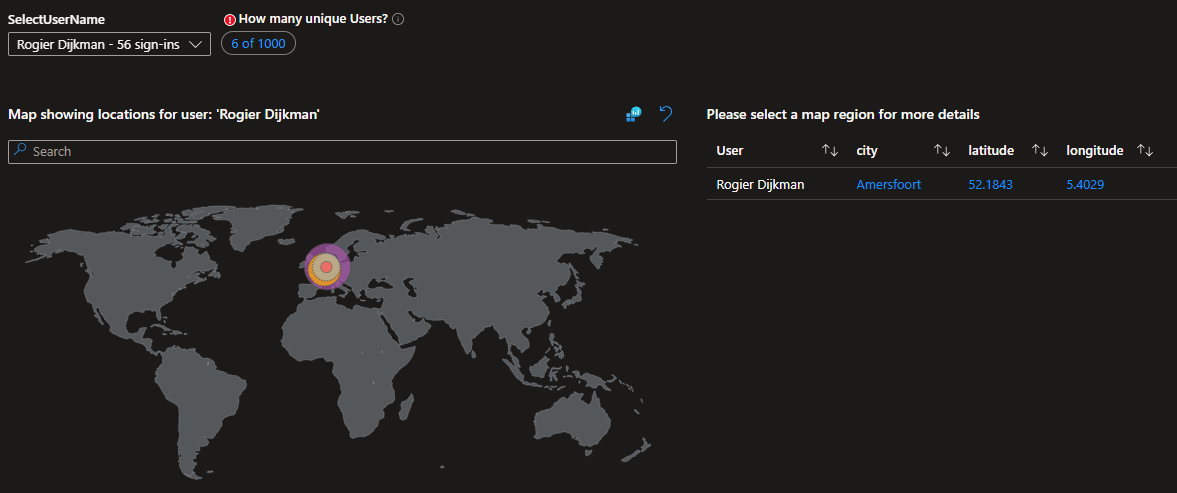 SelectUserName
How many unique Users?
Rogier Dijkman - 56 sign-ins
6 of 1000
Map showing locations for user: 'Rogier Dijkman'
Search
Please select a map region for more details
User city latitude longitude
Rogier Dijkman Amersfoort 52.1843 5.4029